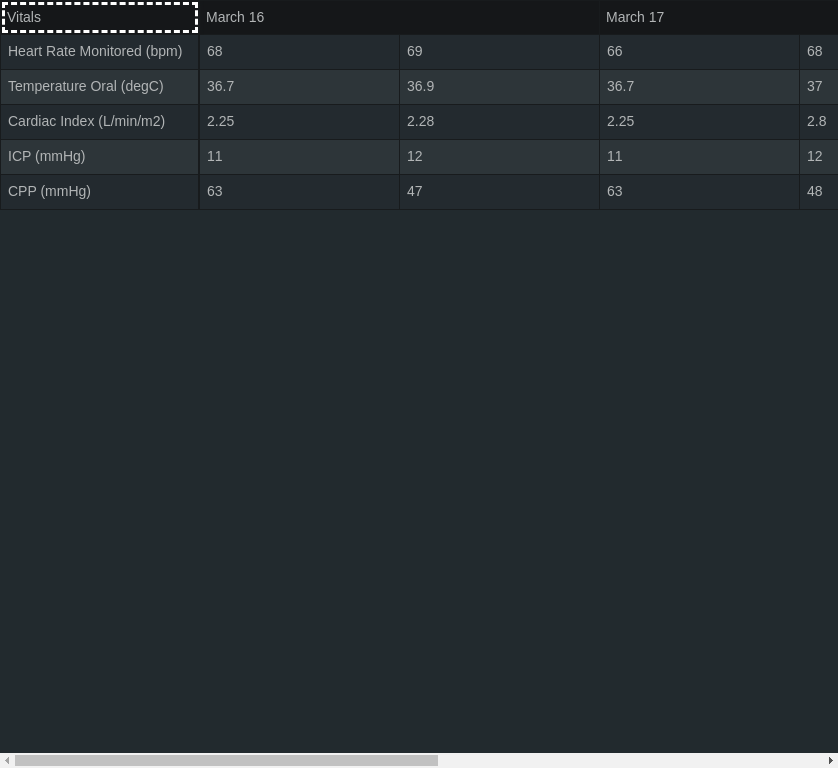 Vitals March 16 March 17
Heart Rate Monitored (bpm) 68 69 66 68
Temperature Oral (degC) 36.7 36.9 36.7 37
Cardiac Index (L/min/m2) 2.25 2.28 2.25 2.8
ICP (mmHg) 11 12 11 12
CPP (mmHg) 63 47 63 48